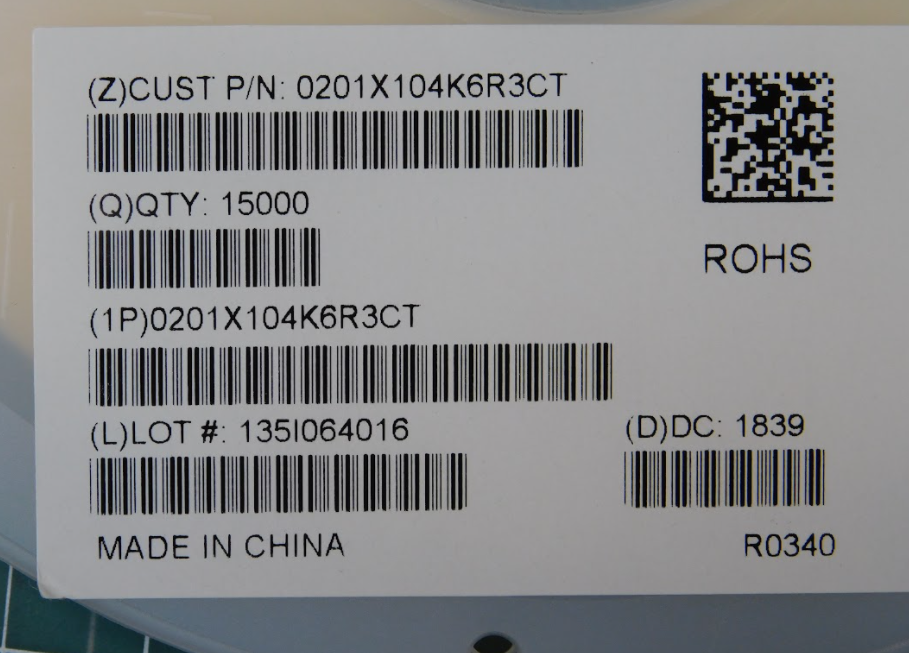 (Z)CUST P/N: 0201X104K6R3CT
(Q)QTY: 15000
ROHS
(1P)0201X104K6R3CT
(L)LOT #: 135I064016
(D)DC: 1839
MADE IN CHINA
R0340